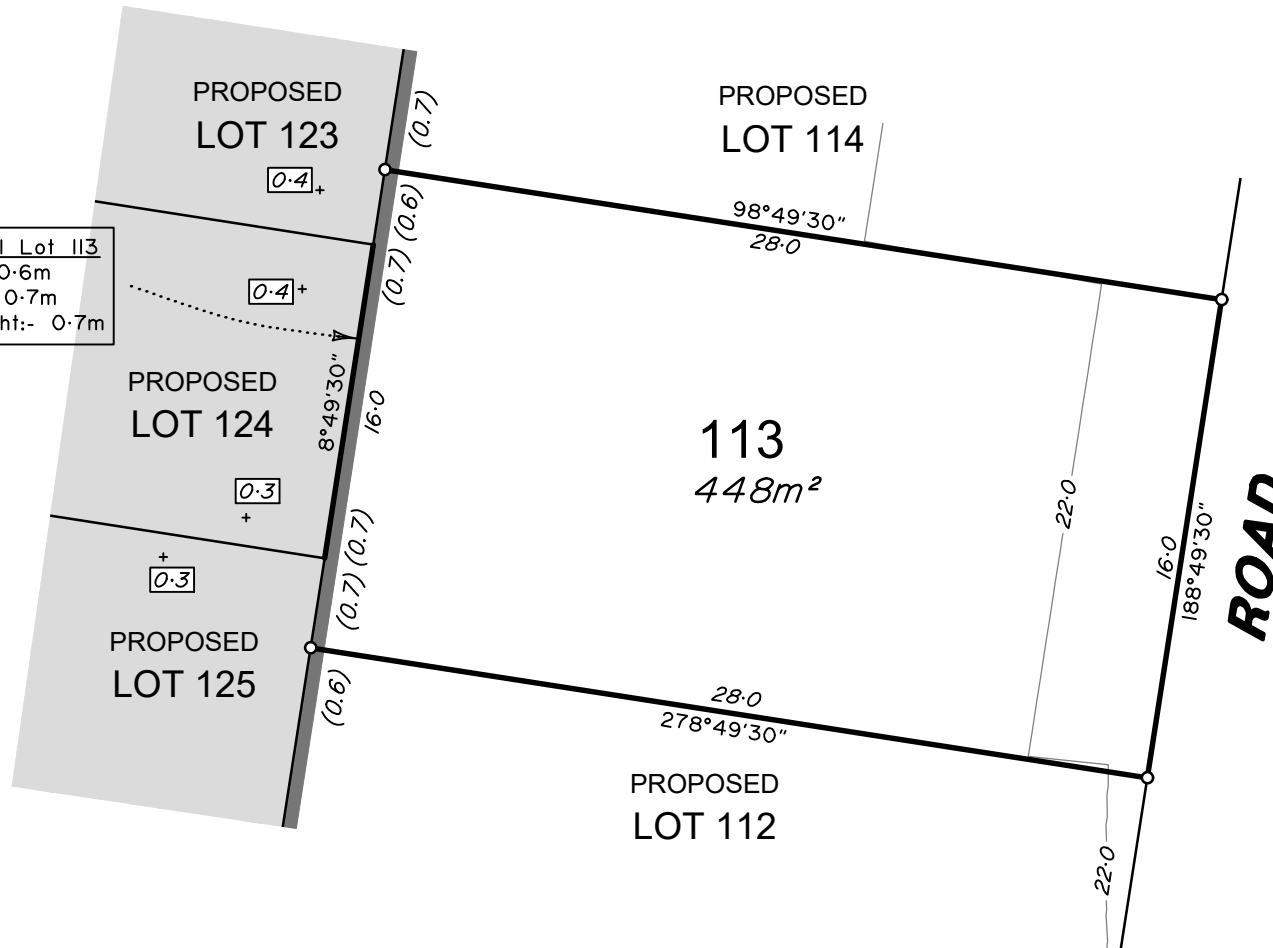 PROPOSED
LOT 123
0·4
(0.7)
PROPOSED
LOT 114
98°49'30"
28·0
(0.6)
(0.7)
Lot 113
0·6m
0·7m
ht:- 0·7m
0·4
8°49'30"
16·0
PROPOSED
LOT 124
0·3
113
448m²
22·0
16·0
188°49'30"
ROAD
(0.7)
(0.7)
0·3
PROPOSED
LOT 125
(0.6)
28·0
278°49'30"
PROPOSED
LOT 112
22·0